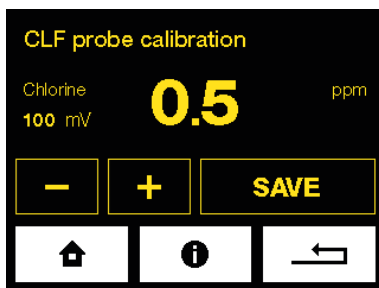 CLF probe calibration
Chlorine 0.5 ppm
100 mV
− + SAVE